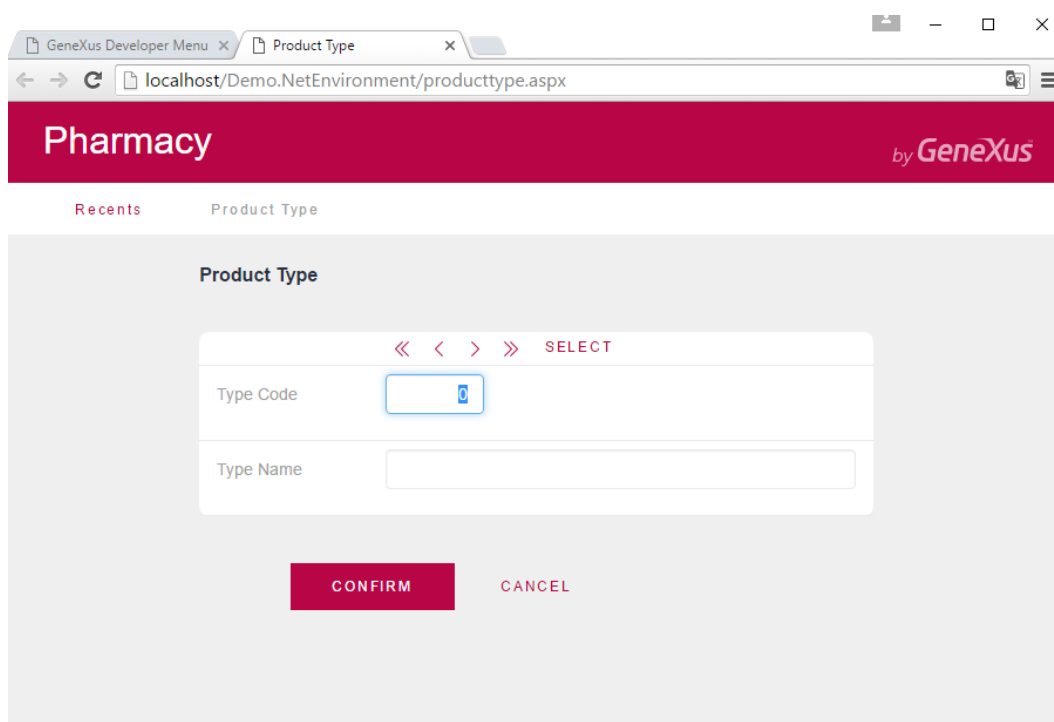 GeneXus Developer Menu
Product Type
localhost/Demo.NetEnvironment/producttype.aspx
Pharmacy
by GeneXus™
Recents
Product Type
Product Type
SELECT
Type Code
0
Type Name
CONFIRM
CANCEL